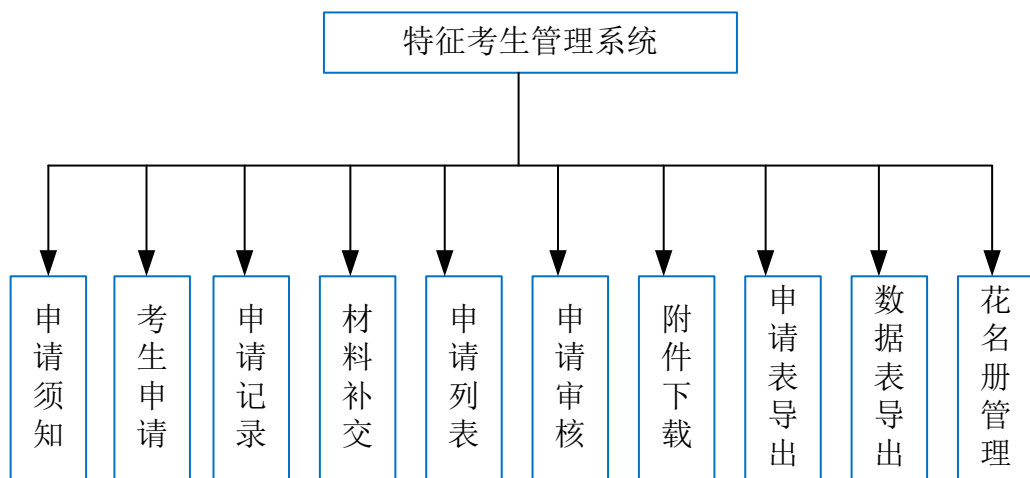 特征考生管理系统
申请须知
考生申请
申请记录
材料补交
申请列表
申请审核
附件下载
申请表导出
数据表导出
花名册管理